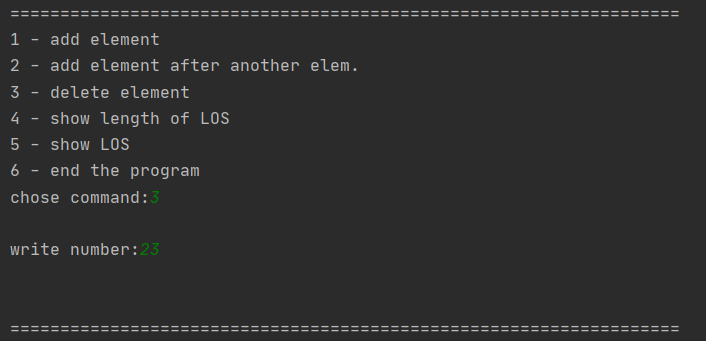 ===================================================================
1 - add element
2 - add element after another elem.
3 - delete element
4 - show length of LOS
5 - show LOS
6 - end the program
chose command:3
write number:23
===================================================================